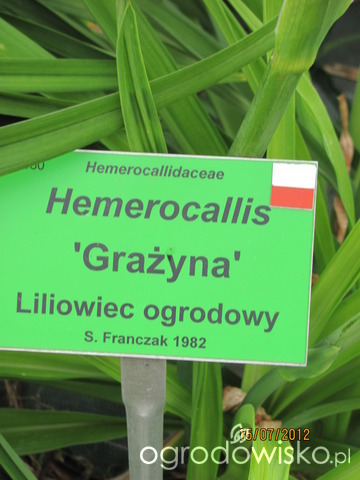 Hemerocallidaceae
Hemerocallis
'Grażyna'
Liliowiec ogrodowy
S. Franczak 1982
15/07/2012
ogrodowisko.pl